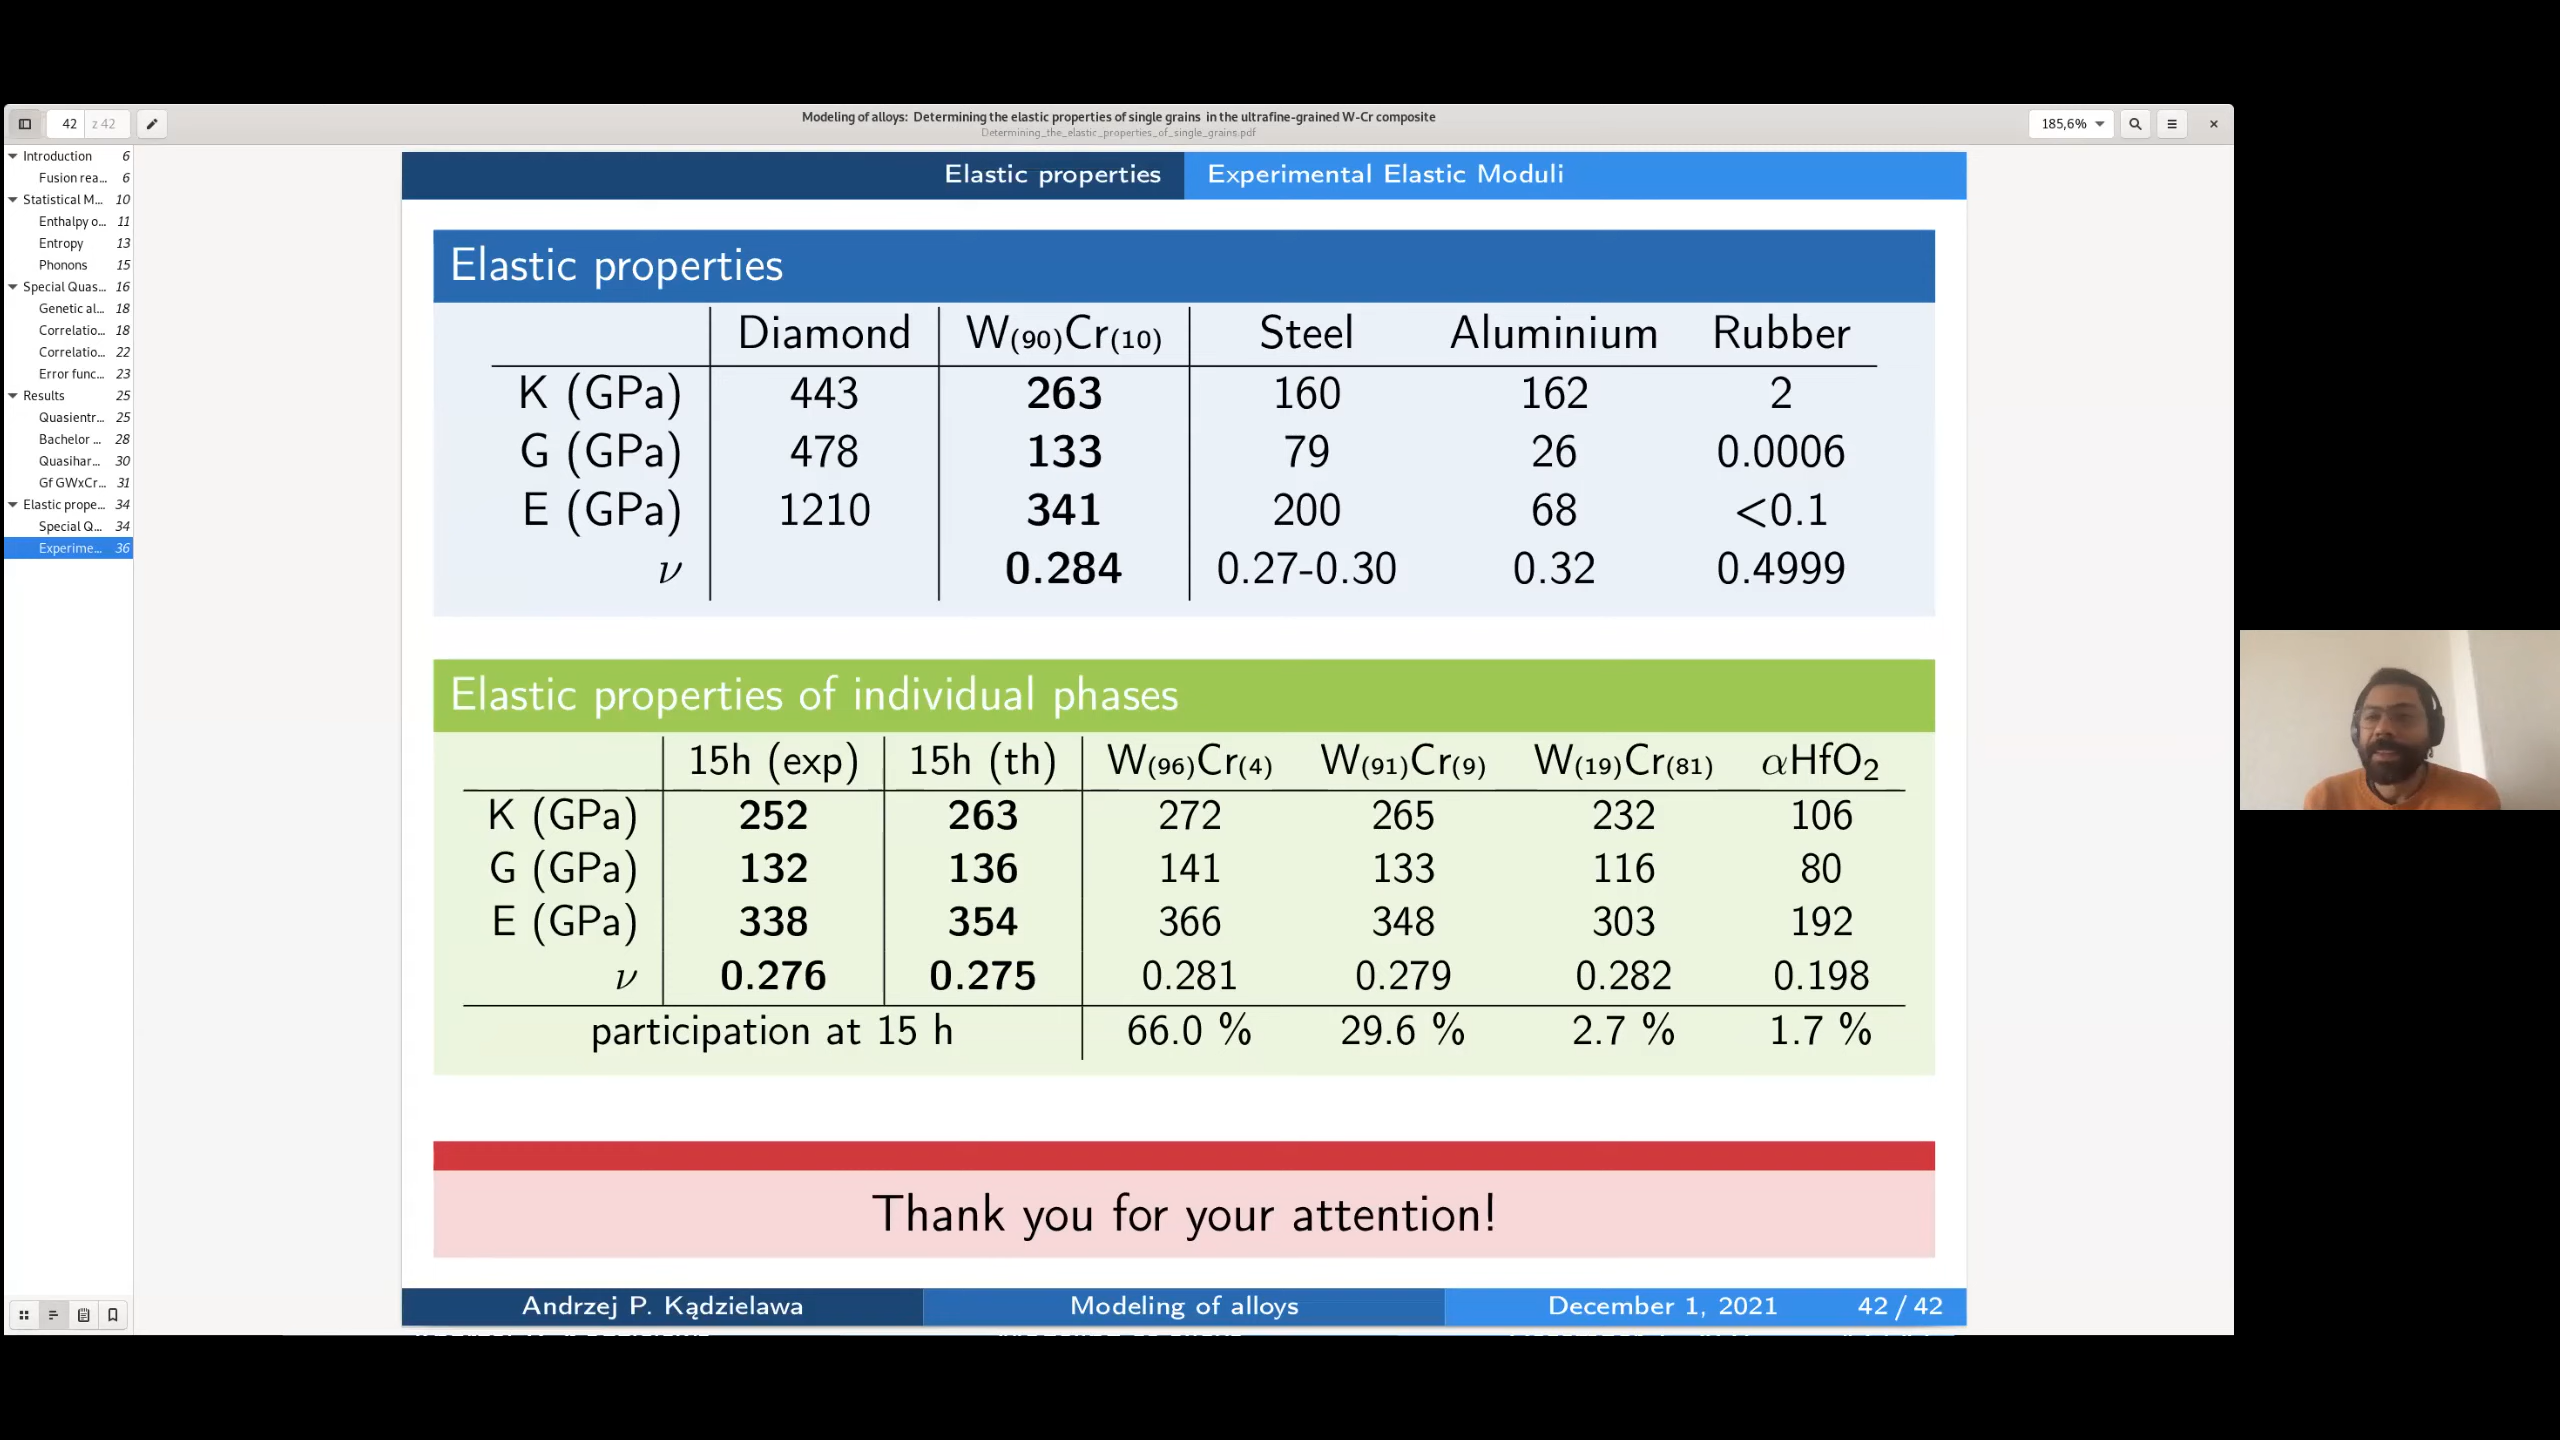 Modeling of alloys: Determining the elastic properties of single grains in the ultrafine-grained W-Cr composite
Determining_the_elastic_properties_of_single_grains.pdf
42 z 42
185,6%
Introduction 6
Fusion rea... 6
Statistical M... 10
Enthalpy o... 11
Entropy 13
Phonons 15
Special Quas... 16
Genetic al... 18
Correlatio... 18
Correlatio... 22
Error func... 23
Results 25
Quasientr... 25
Bachelor ... 28
Quasihar... 30
Gf GWxCr... 31
Elastic prope... 34
Special Q... 34
Experime... 36
Elastic properties Experimental Elastic Moduli
Elastic properties
Diamond W(90)Cr(10) Steel Aluminium Rubber
K (GPa) 443 263 160 162 2
G (GPa) 478 133 79 26 0.0006
E (GPa) 1210 341 200 68 <0.1
ν 0.284 0.27-0.30 0.32 0.4999
Elastic properties of individual phases
15h (exp) 15h (th) W(96)Cr(4) W(91)Cr(9) W(19)Cr(81) αHfO2
K (GPa) 252 263 272 265 232 106
G (GPa) 132 136 141 133 116 80
E (GPa) 338 354 366 348 303 192
ν 0.276 0.275 0.281 0.279 0.282 0.198
participation at 15 h 66.0 % 29.6 % 2.7 % 1.7 %
Thank you for your attention!
Andrzej P. Kądzielawa Modeling of alloys December 1, 2021 42 / 42